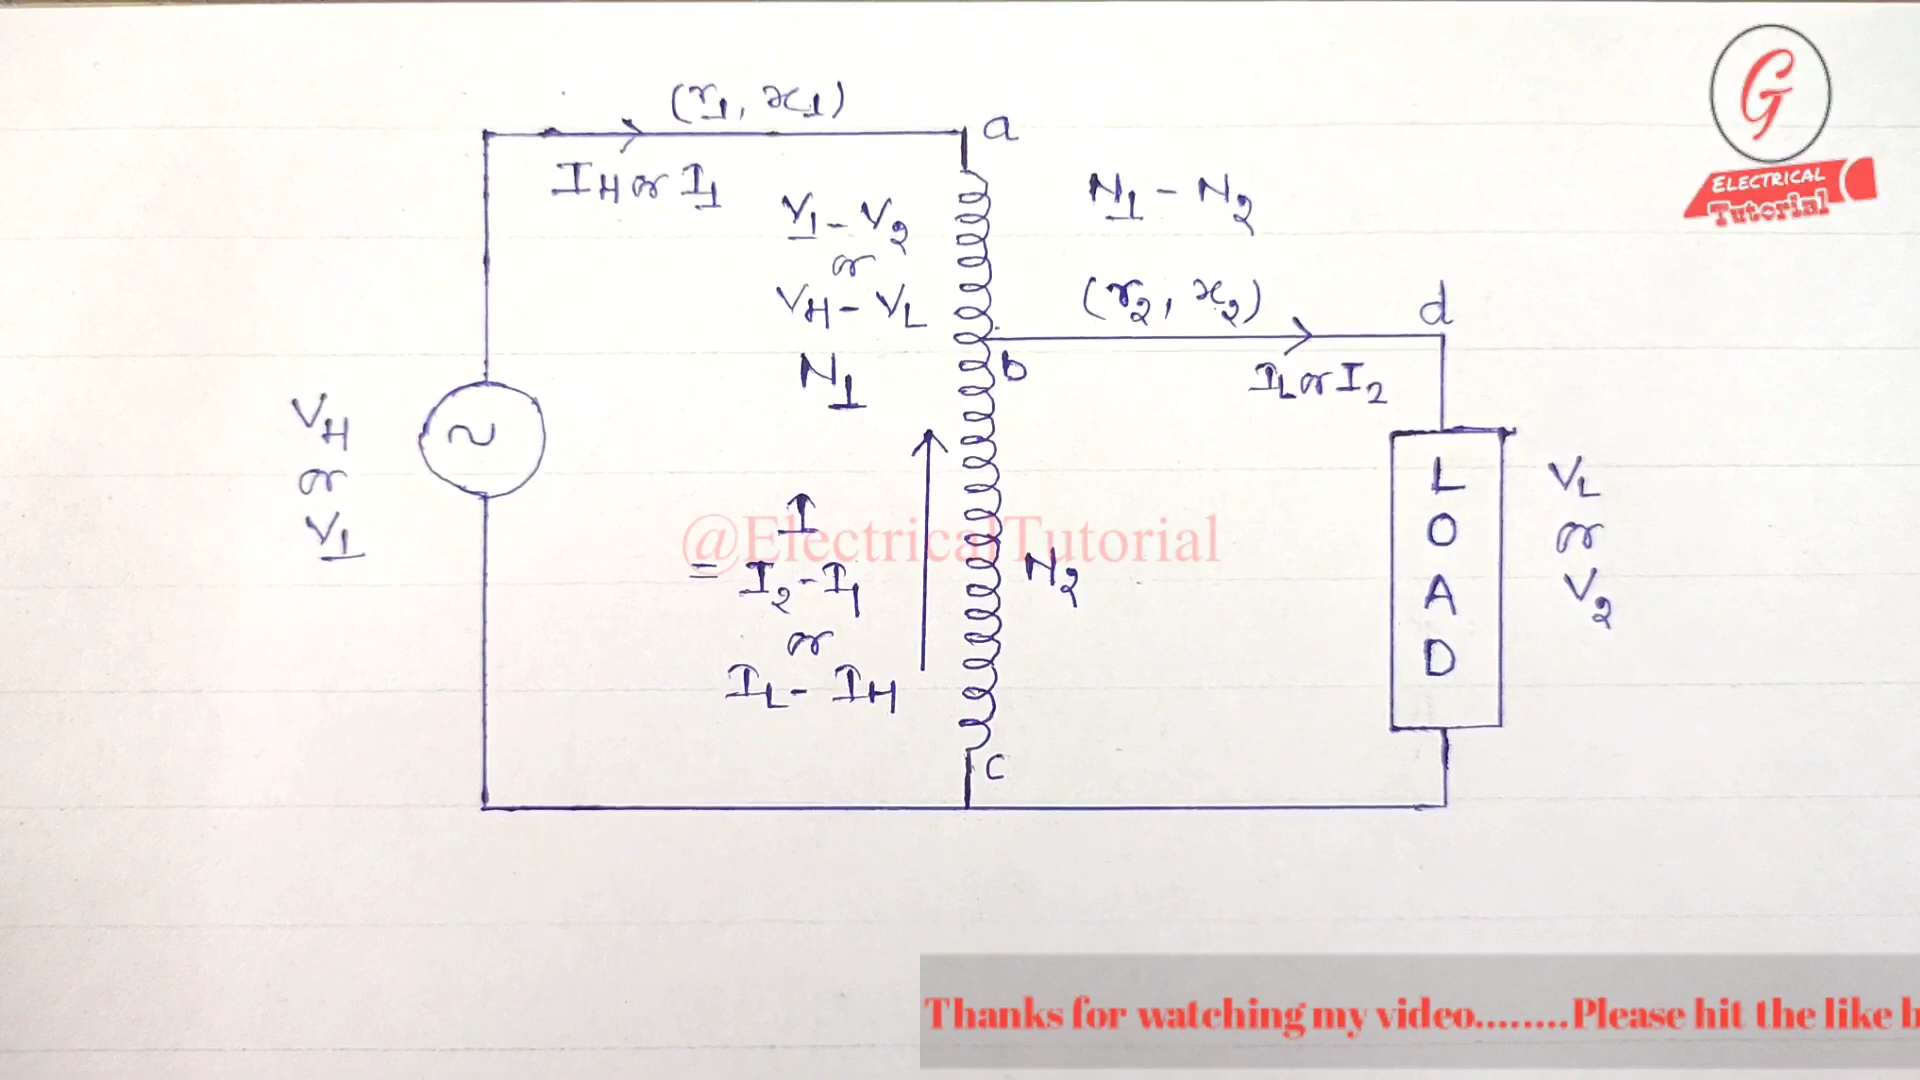 (r1, x1)
a
IH or I1
V1 - V2
or
VH - VL
N1
N1 - N2
(r2, x2)
d
b
IL or I2
VH
or
V1
I
= I2 - I1
or
IL - IH
N2
c
L
O
A
D
VL
or
V2
@ElectricalTutorial
G
ELECTRICAL
Tutorial
Thanks for watching my video........Please hit the like b